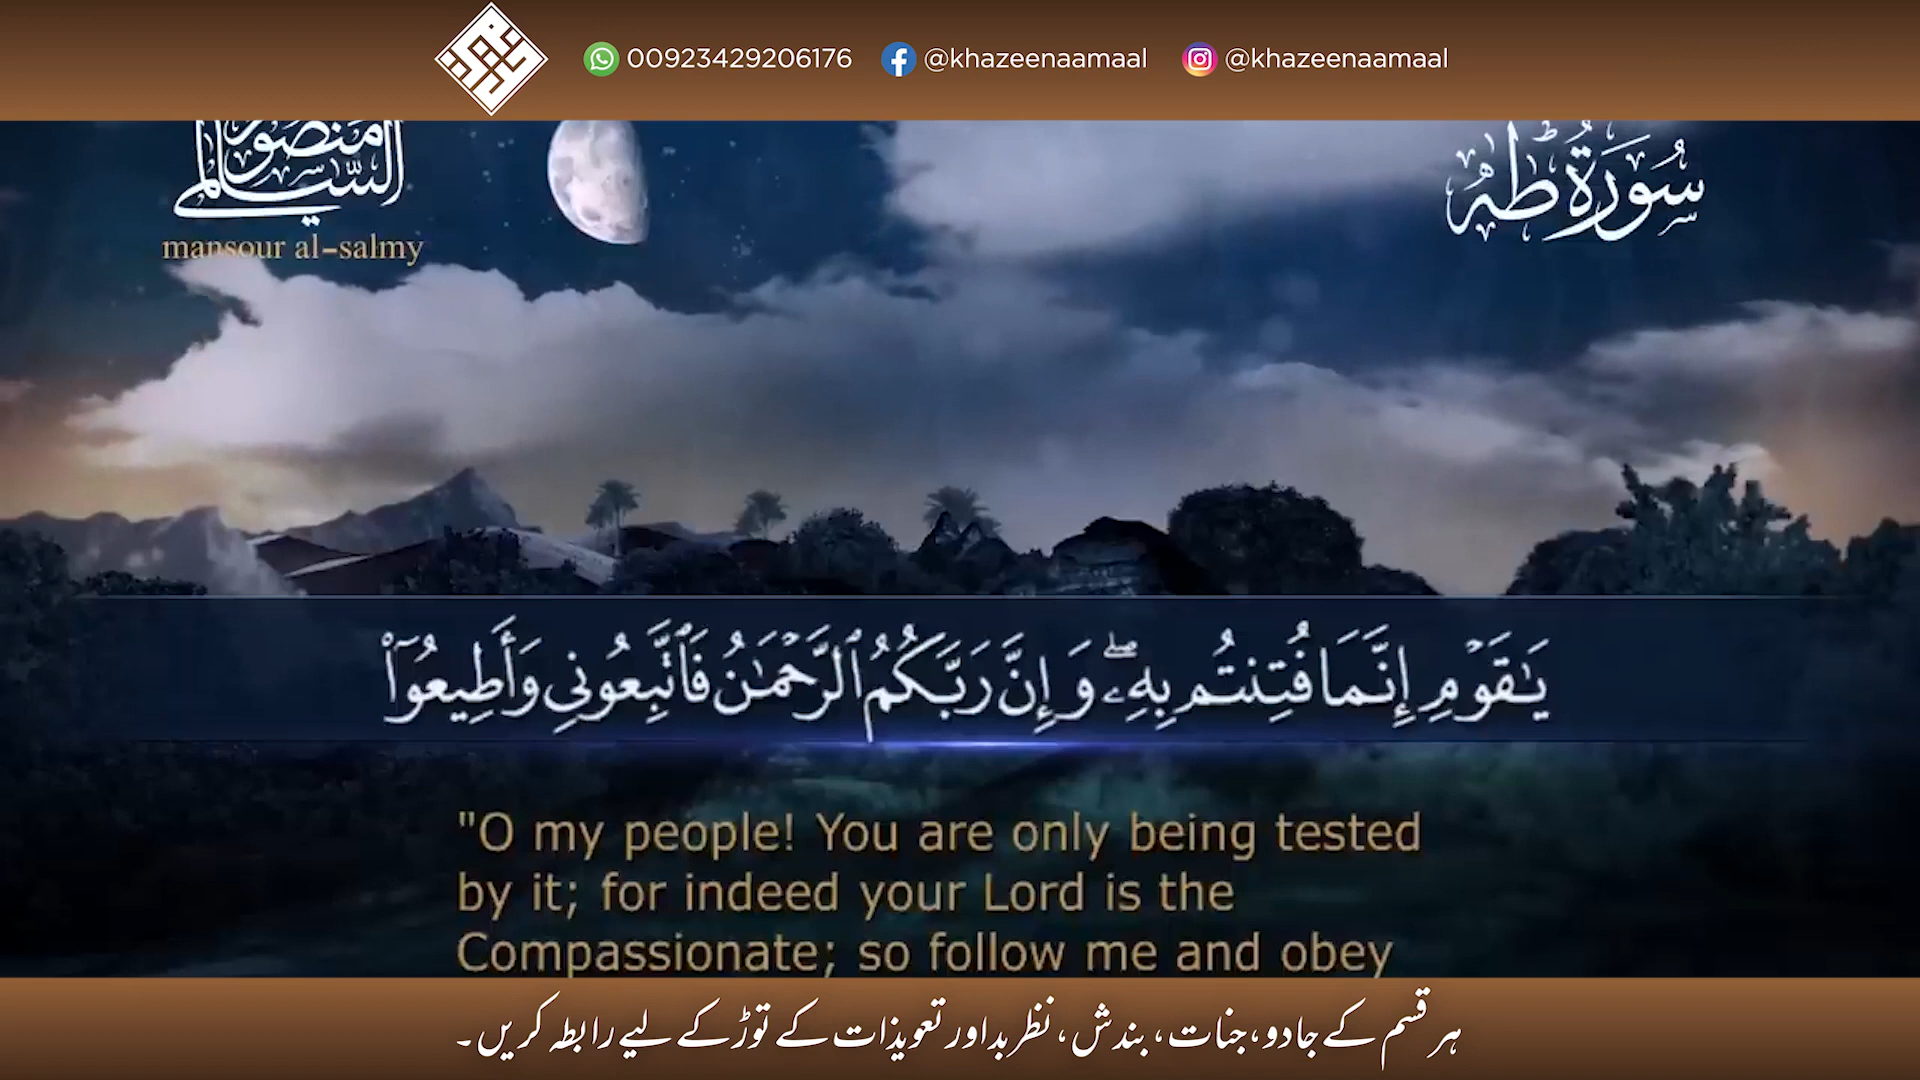 00923429206176 @khazeenaamaal @khazeenaamaal
منصور
السالمي
mansour al-salmy
سُورَةُ طه
يَٰقَوْمِ إِنَّمَا فُتِنتُم بِهِۦۖ وَإِنَّ رَبَّكُمُ ٱلرَّحْمَٰنُ فَٱتَّبِعُونِى وَأَطِيعُوٓا۟
"O my people! You are only being tested
by it; for indeed your Lord is the
Compassionate; so follow me and obey
ہر قسم کے جادو، جنات، بندش، نظر بد اور تعویذات کے توڑ کے لیے رابطہ کریں۔